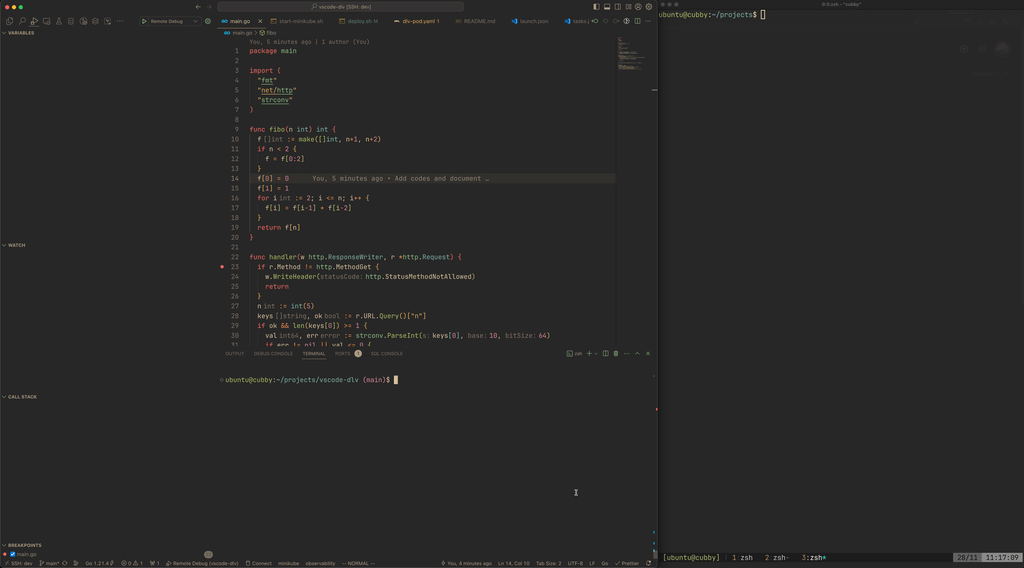 vscode-dlv [SSH: dev]
0:zsh - "cubby"
Remote Debug
main.go
start-minikube.sh
deploy.sh M
dlv-pod.yaml 1
README.md
launch.json
tasks.j
main.go > fibo
VARIABLES
You, 5 minutes ago | 1 author (You)
1 package main
2
3 import (
4 "fmt"
5 "net/http"
6 "strconv"
7 )
8
9 func fibo(n int) int {
10 f []int := make([]int, n+1, n+2)
11 if n < 2 {
12 f = f[0:2]
13 }
14 f[0] = 0 You, 5 minutes ago • Add codes and document …
15 f[1] = 1
16 for i int := 2; i <= n; i++ {
17 f[i] = f[i-1] + f[i-2]
18 }
19 return f[n]
20 }
21
22 func handler(w http.ResponseWriter, r *http.Request) {
23 if r.Method != http.MethodGet {
24 w.WriteHeader(statusCode: http.StatusMethodNotAllowed)
25 return
26 }
27 n int := int(5)
28 keys []string, ok bool := r.URL.Query()["n"]
29 if ok && len(keys[0]) >= 1 {
30 val int64, err error := strconv.ParseInt(s: keys[0], base: 10, bitSize: 64)
31 if err != nil || val <= 0 {
WATCH
CALL STACK
BREAKPOINTS
main.go
OUTPUT
DEBUG CONSOLE
TERMINAL
PORTS 1
SQL CONSOLE
zsh
ubuntu@cubby:~/projects/vscode-dlv (main)$
SSH: dev
main*
Go 1.21.4
0 0
1
Remote Debug (vscode-dlv)
Connect
minikube
observability
-- NORMAL --
You, 4 minutes ago
Ln 14, Col 10
Tab Size: 2
UTF-8
LF
Go
Prettier
ubuntu@cubby:~/projects$
[ubuntu@cubby] 1 zsh 2:zsh- 3:zsh*
28/11 11:17:09